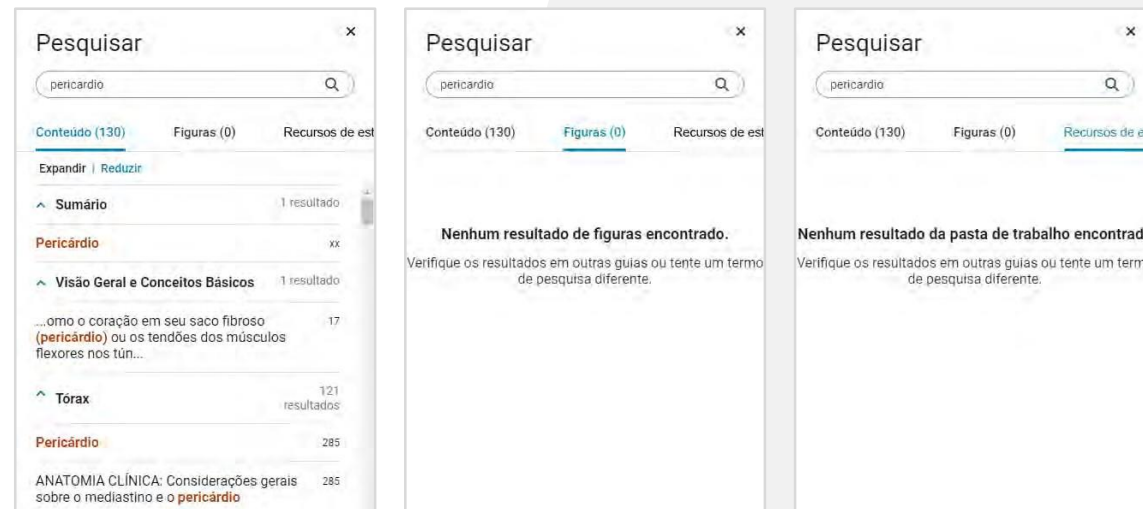 Pesquisar ×
pericardio
Conteúdo (130) Figuras (0) Recursos de est
Expandir | Reduzir
Sumário 1 resultado
Pericárdio xx
Visão Geral e Conceitos Básicos 1 resultado
...omo o coração em seu saco fibroso 17
(pericárdio) ou os tendões dos músculos
flexores nos tún...
Tórax 121
resultados
Pericárdio 285
ANATOMIA CLÍNICA: Considerações gerais 285
sobre o mediastino e o pericárdio
Pesquisar ×
pericardio
Conteúdo (130) Figuras (0) Recursos de est
Nenhum resultado de figuras encontrado.
Verifique os resultados em outras guias ou tente um termo
de pesquisa diferente.
Pesquisar ×
pericardio
Conteúdo (130) Figuras (0) Recursos de e
Nenhum resultado da pasta de trabalho encontrad
Verifique os resultados em outras guias ou tente um term
de pesquisa diferente.